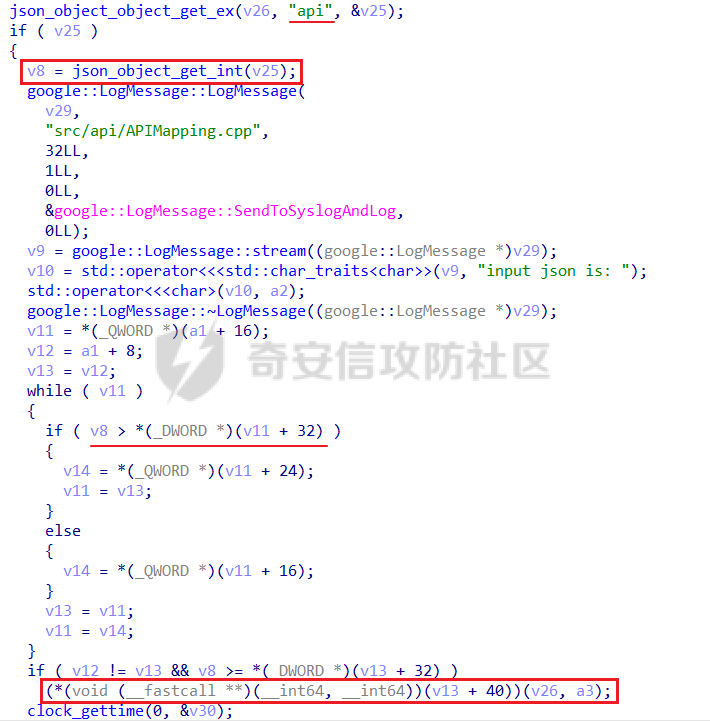 json_object_object_get_ex(v26, "api", &v25);
if ( v25 )
{
v8 = json_object_get_int(v25);
google::LogMessage::LogMessage(
v29,
"src/api/APIMapping.cpp",
32LL,
1LL,
0LL,
&google::LogMessage::SendToSyslogAndLog,
0LL);
v9 = google::LogMessage::stream((google::LogMessage *)v29);
v10 = std::operator<<<std::char_traits<char>>(v9, "input json is: ");
std::operator<<<char>(v10, a2);
google::LogMessage::~LogMessage((google::LogMessage *)v29);
v11 = *(_QWORD *)(a1 + 16);
v12 = a1 + 8;
v13 = v12;
奇安信攻防社区
while ( v11 )
{
if ( v8 > *(_DWORD *)(v11 + 32) )
{
v14 = *(_QWORD *)(v11 + 24);
v11 = v13;
}
else
{
v14 = *(_QWORD *)(v11 + 16);
}
v13 = v11;
v11 = v14;
}
if ( v12 != v13 && v8 >= *(_DWORD *)(v13 + 32) )
(*(void (__fastcall **)(__int64, __int64))(v13 + 40))(v26, a3);
clock_gettime(0, &v30);